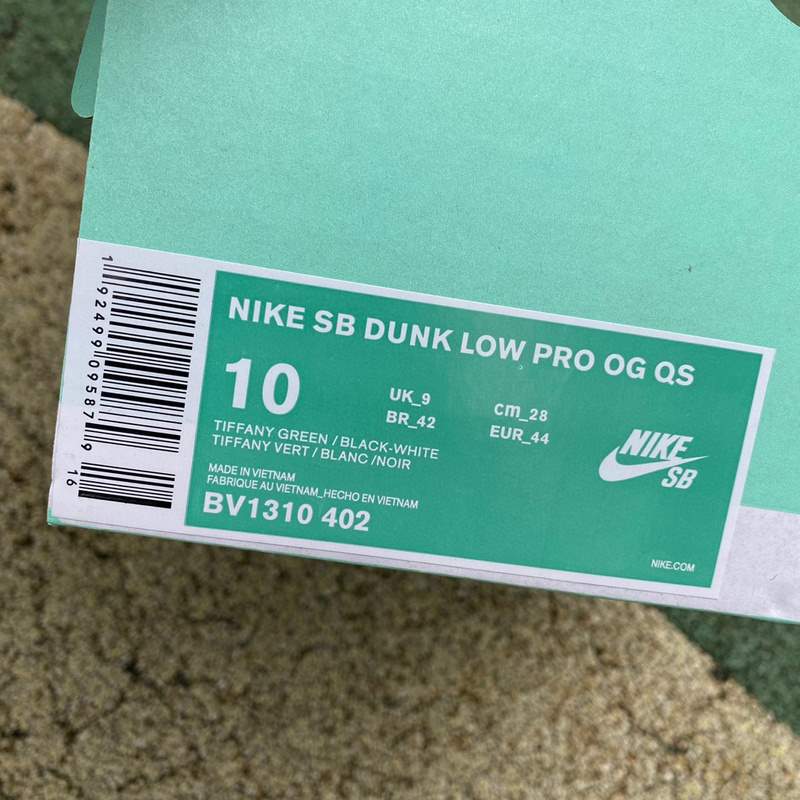 1 92499 09587 9
16
NIKE SB DUNK LOW PRO OG QS
10
UK_9
BR_42
cm_28
EUR_44
TIFFANY GREEN / BLACK-WHITE
TIFFANY VERT / BLANC /NOIR
MADE IN VIETNAM
FABRIQUE AU VIETNAM_HECHO EN VIETNAM
BV1310 402
NIKE
SB
NIKE.COM